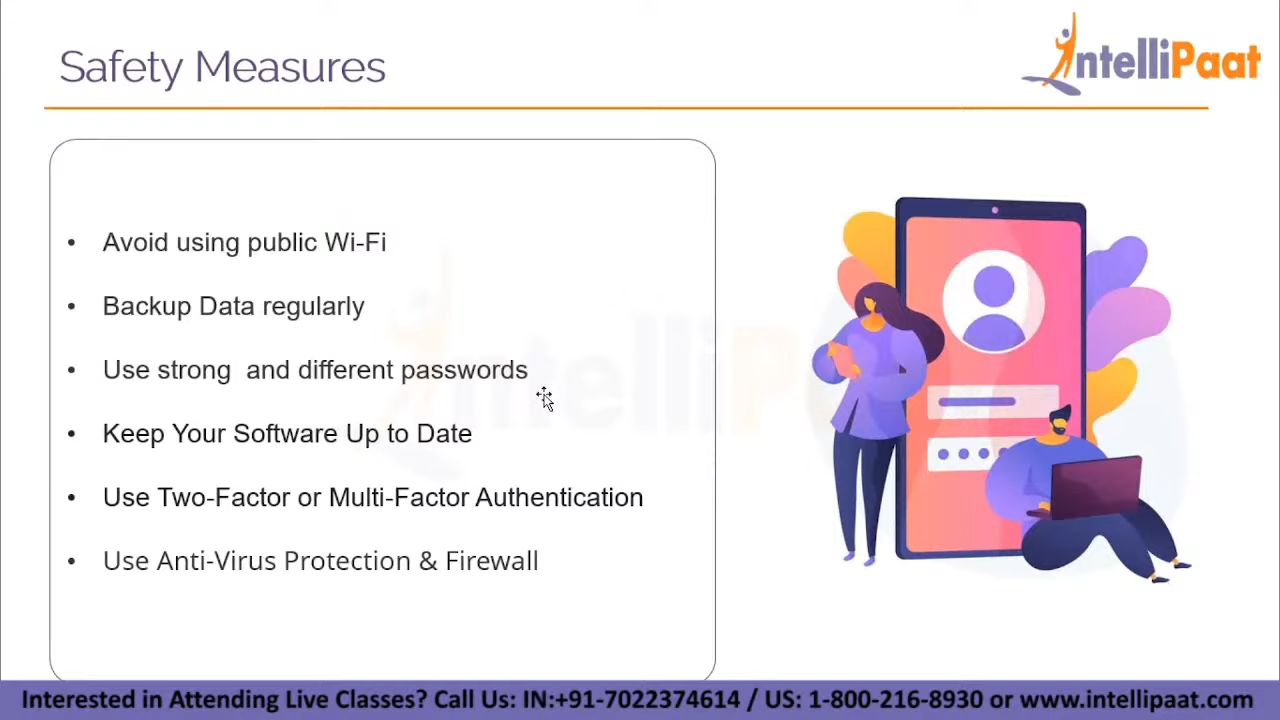 Safety Measures
IntelliPaat
• Avoid using public Wi-Fi
• Backup Data regularly
• Use strong and different passwords
• Keep Your Software Up to Date
• Use Two-Factor or Multi-Factor Authentication
• Use Anti-Virus Protection & Firewall
IntelliPaat
Interested in Attending Live Classes? Call Us: IN:+91-7022374614 / US: 1-800-216-8930 or www.intellipaat.com